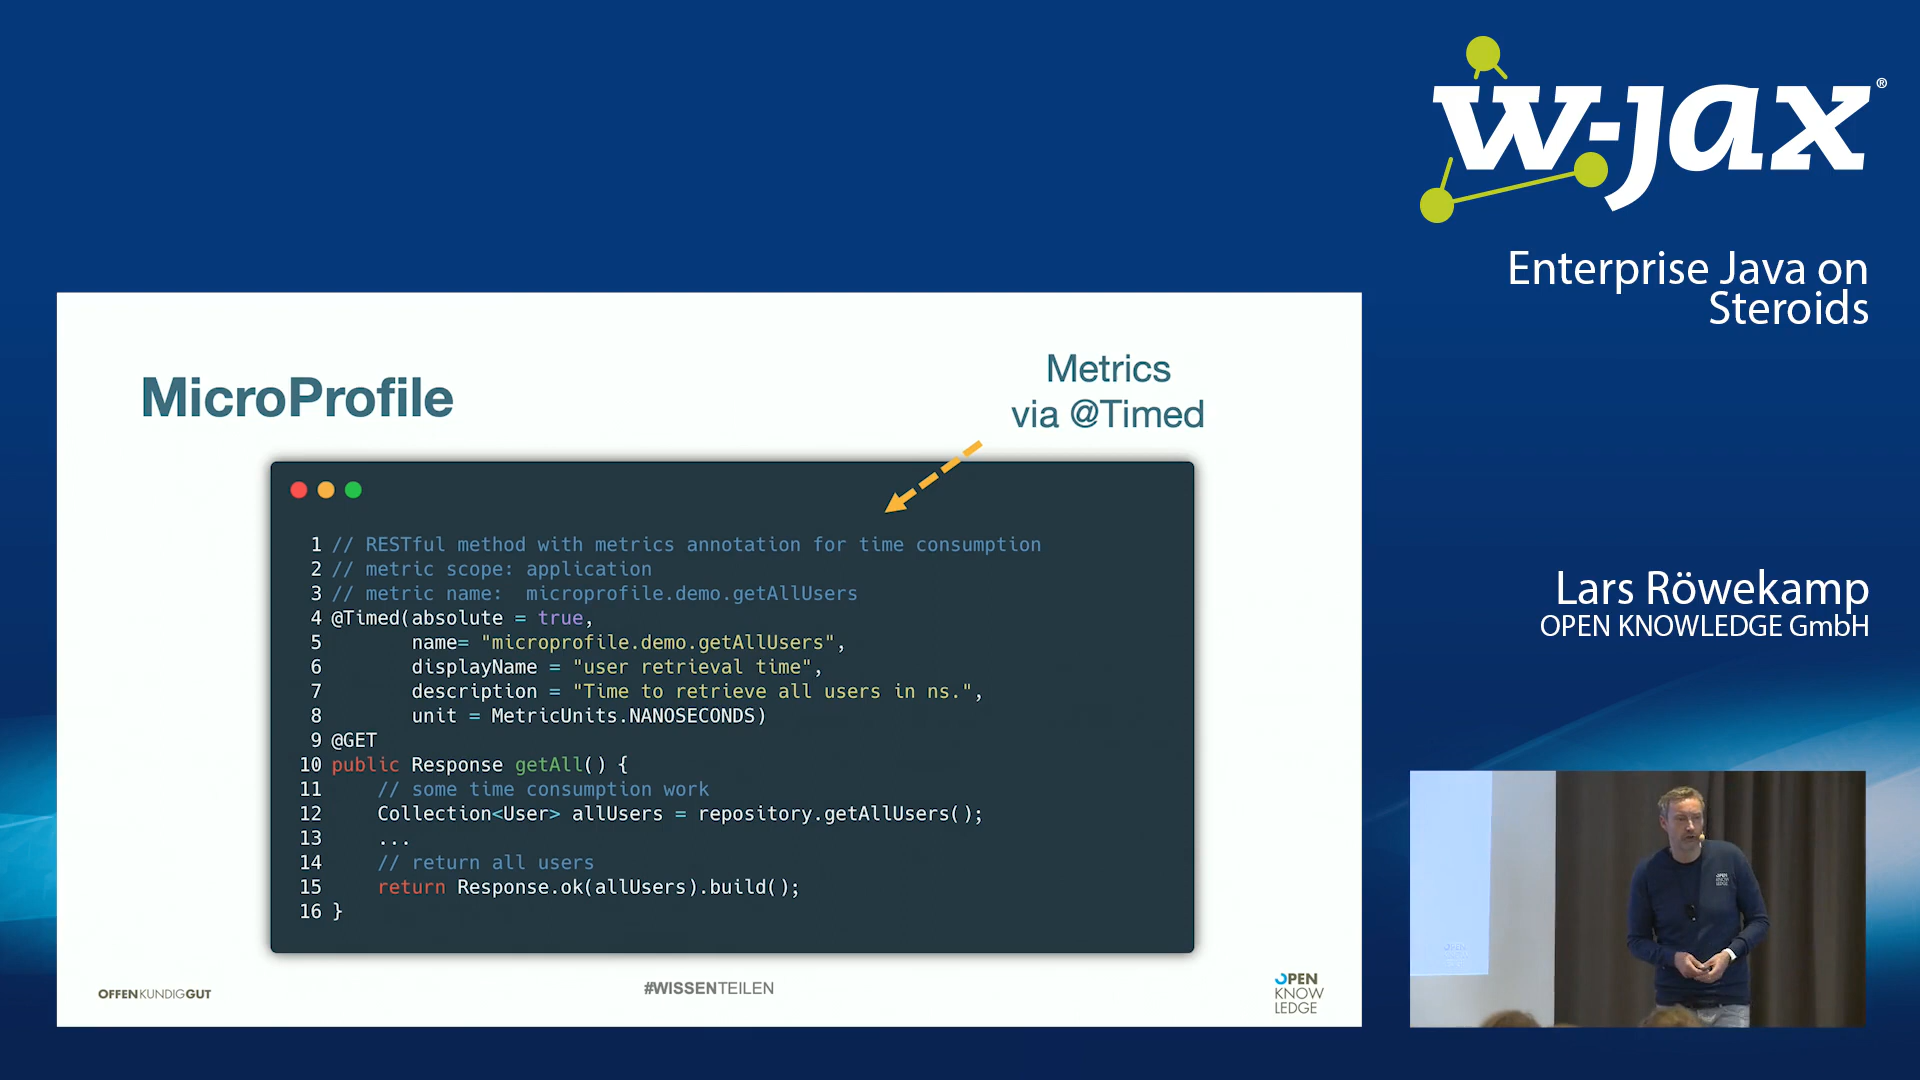 w-jax®
Enterprise Java on
Steroids
Lars Röwekamp
OPEN KNOWLEDGE GmbH
MicroProfile
Metrics
via @Timed
1 // RESTful method with metrics annotation for time consumption
2 // metric scope: application
3 // metric name:  microprofile.demo.getAllUsers
4 @Timed(absolute = true,
5        name= "microprofile.demo.getAllUsers",
6        displayName = "user retrieval time",
7        description = "Time to retrieve all users in ns.",
8        unit = MetricUnits.NANOSECONDS)
9 @GET
10 public Response getAll() {
11     // some time consumption work
12     Collection<User> allUsers = repository.getAllUsers();
13     ...
14     // return all users
15     return Response.ok(allUsers).build();
16 }
OFFENKUNDIGGUT
#WISSENTEILEN
OPEN
KNOW
LEDGE
OPEN
KNOW
LEDGE